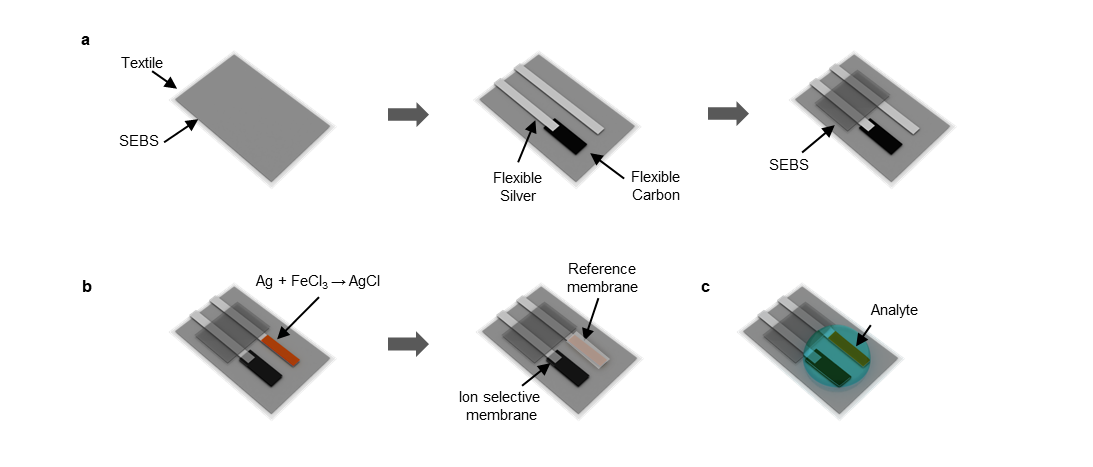 a
Textile
SEBS
Flexible
Silver
Flexible
Carbon
SEBS
b
Ag + FeCl₃ → AgCl
Reference
membrane
Ion selective
membrane
c
Analyte